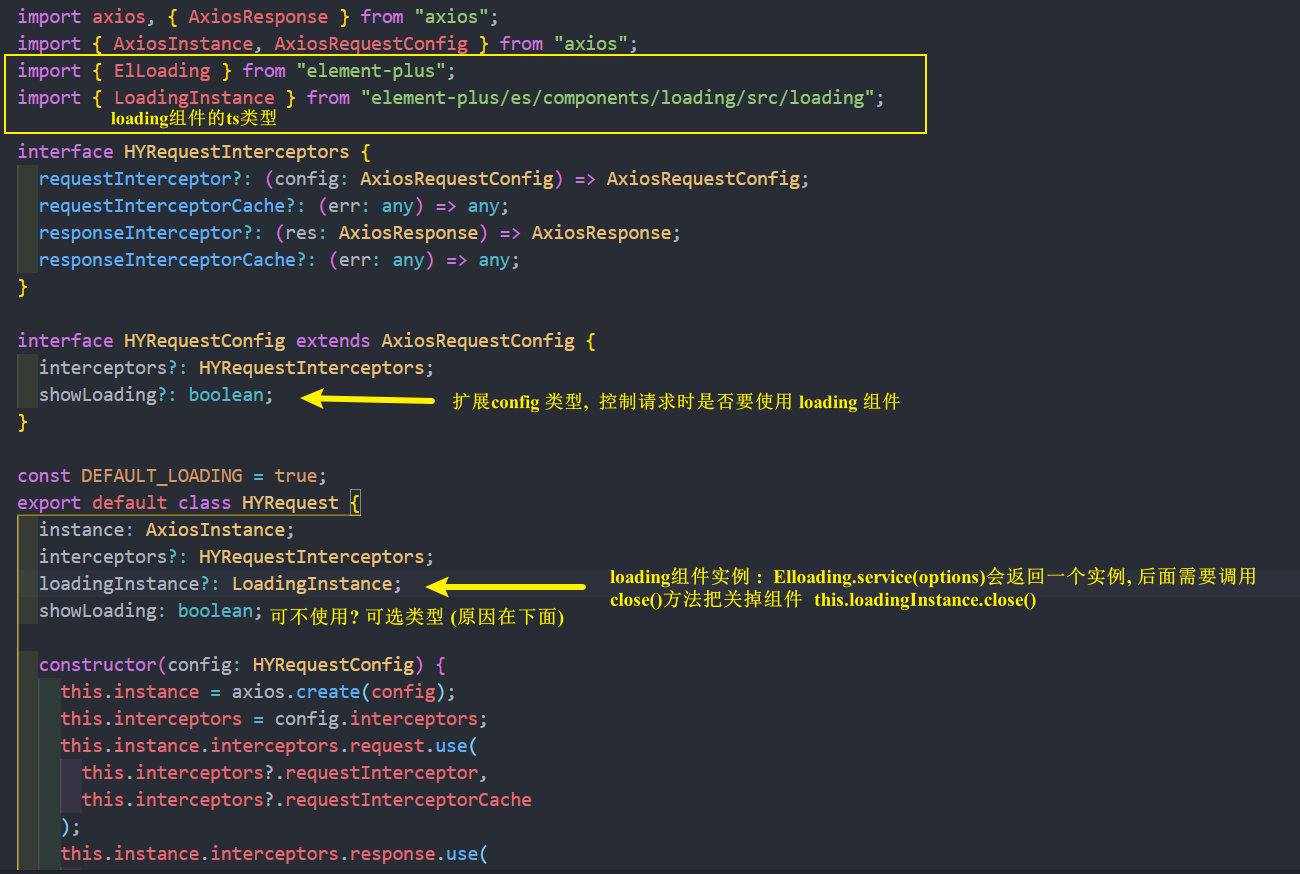 import axios, { AxiosResponse } from "axios";
import { AxiosInstance, AxiosRequestConfig } from "axios";
import { ElLoading } from "element-plus";
import { LoadingInstance } from "element-plus/es/components/loading/src/loading";
loading组件的ts类型
interface HYRequestInterceptors {
requestInterceptor?: (config: AxiosRequestConfig) => AxiosRequestConfig;
requestInterceptorCache?: (err: any) => any;
responseInterceptor?: (res: AxiosResponse) => AxiosResponse;
responseInterceptorCache?: (err: any) => any;
}
interface HYRequestConfig extends AxiosRequestConfig {
interceptors?: HYRequestInterceptors;
showLoading?: boolean;
扩展config 类型, 控制请求时是否要使用 loading 组件
}
const DEFAULT_LOADING = true;
export default class HYRequest {
instance: AxiosInstance;
interceptors?: HYRequestInterceptors;
loadingInstance?: LoadingInstance;
loading组件实例 : Elloading.service(options)会返回一个实例, 后面需要调用
close()方法把关掉组件 this.loadingInstance.close()
showLoading: boolean; 可不使用? 可选类型 (原因在下面)
constructor(config: HYRequestConfig) {
this.instance = axios.create(config);
this.interceptors = config.interceptors;
this.instance.interceptors.request.use(
this.interceptors?.requestInterceptor,
this.interceptors?.requestInterceptorCache
);
this.instance.interceptors.response.use(